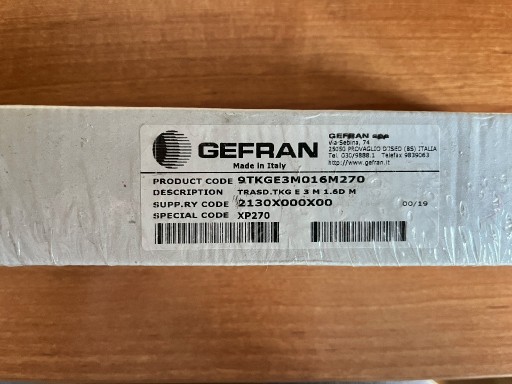 GEFRAN
Made in Italy
GEFRAN spa
Via Sebina, 74
25050 PROVAGLIO D'ISEO (BS) ITALIA
Tel. 030/9888.1 Telefax 9839063
http://www.gefran.it
PRODUCT CODE 9TKGE3M016M270
DESCRIPTION TRASD.TKG E 3 M 1.6D M
SUPP.RY CODE 2130X000X00
00/19
SPECIAL CODE XP270